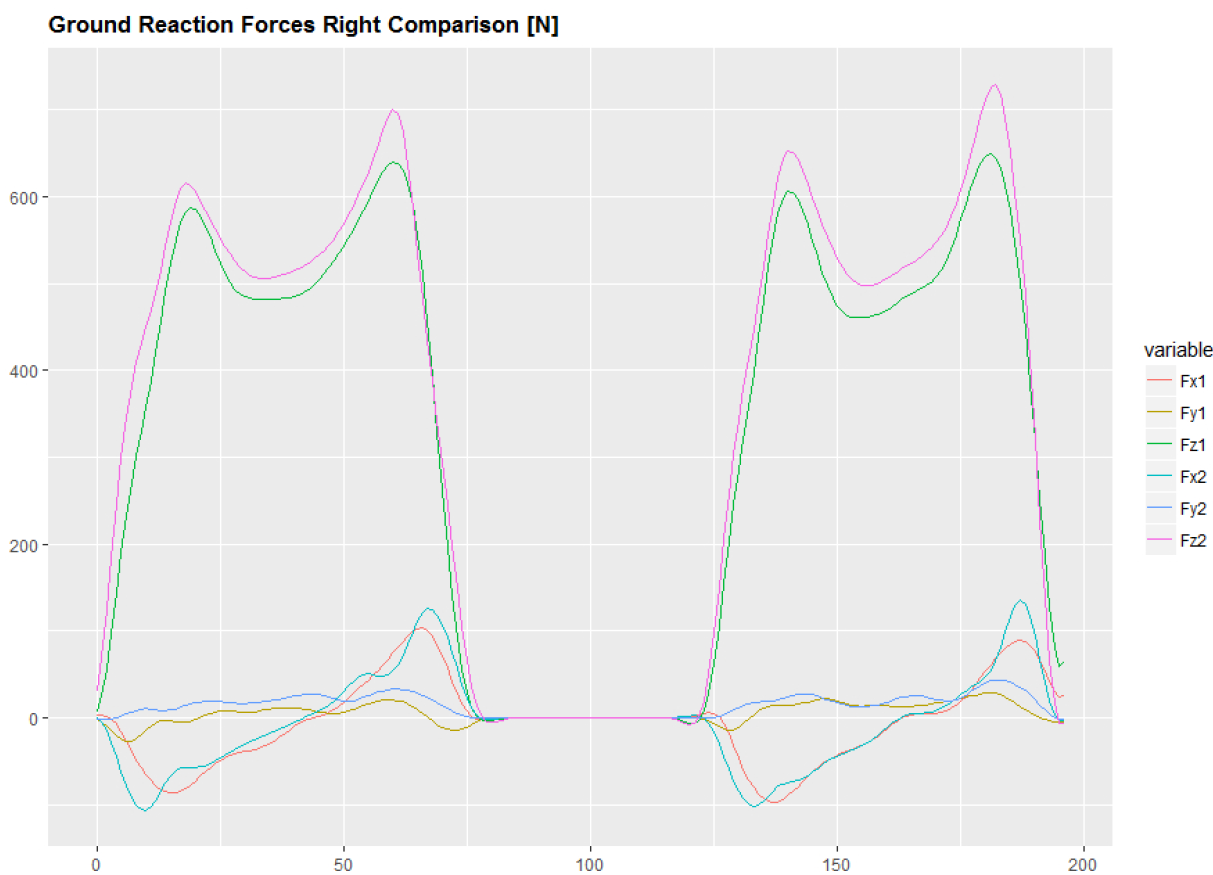 Ground Reaction Forces Right Comparison [N]
600
400
200
0
0
50
100
150
200
variable
Fx1
Fy1
Fz1
Fx2
Fy2
Fz2